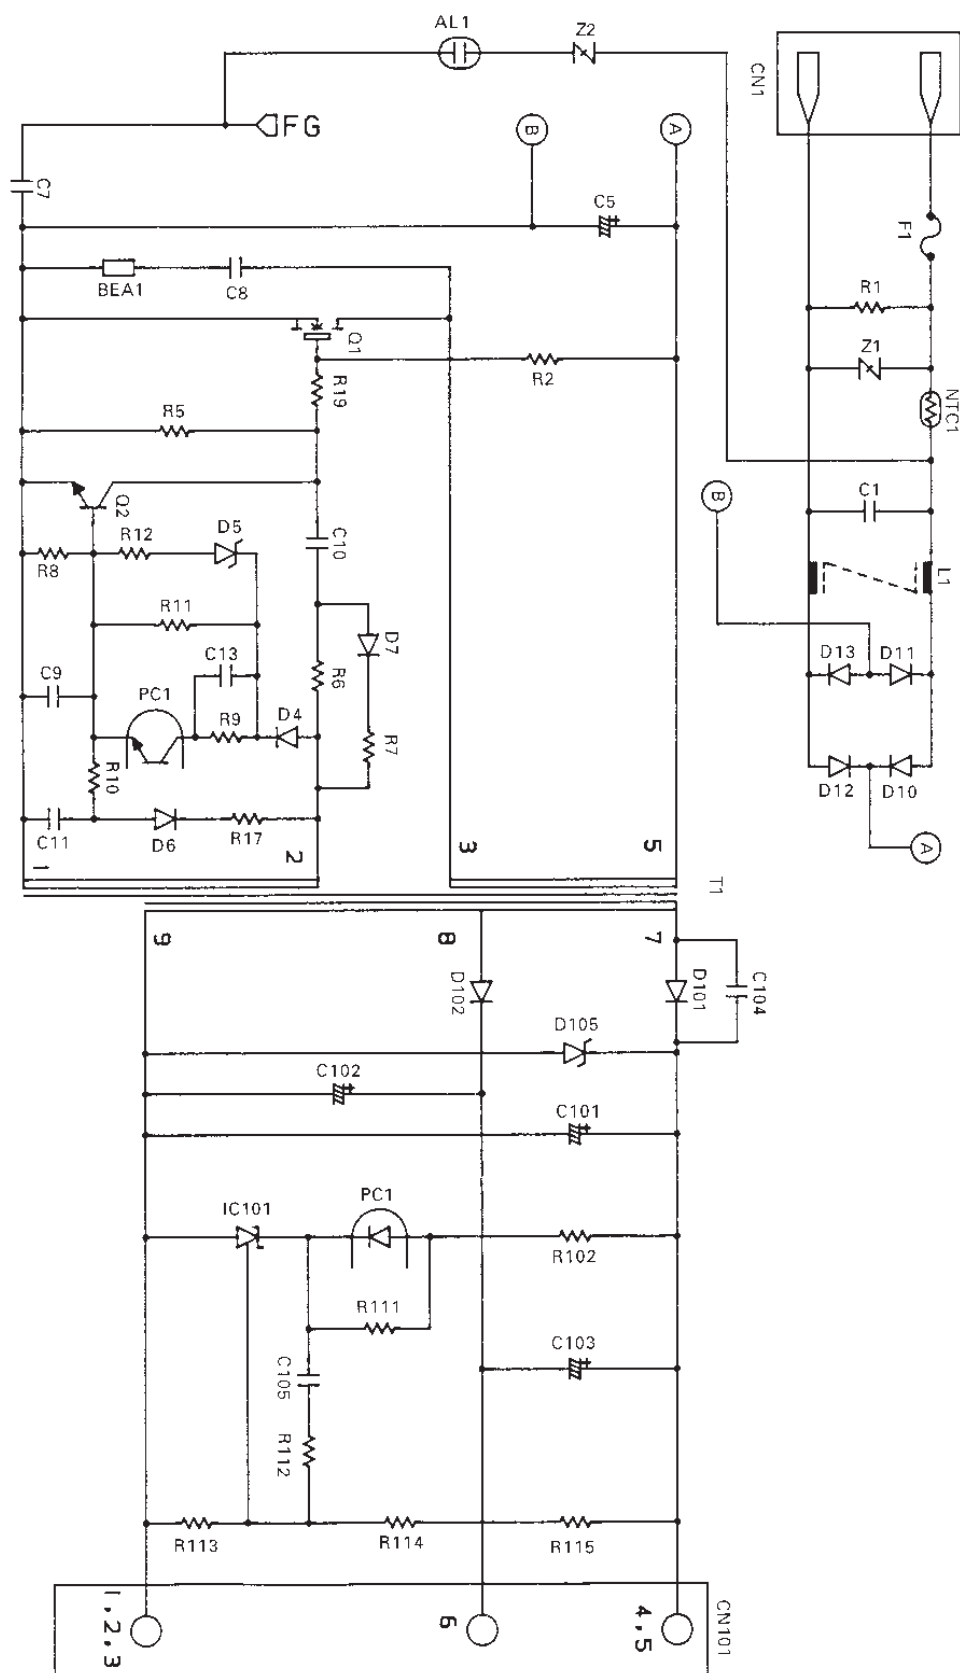 AL1
Z2
CN1
FG
B
A
C7
C5
F1
BEA1
C8
R1
Q1
Z1
R2
R19
NTC1
R5
B
C1
Q2
R12
D5
C10
L1
R8
R11
D7
D13
D11
C9
C13
R6
PC1
R9
D4
R7
R10
D12
D10
C11
D6
R17
1
2
3
5
A
T1
9
8
7
D102
D101
C104
D105
C102
C101
IC101
PC1
R102
R111
C105
C103
R112
R113
R114
R115
CN101
1,2,3
6
4,5